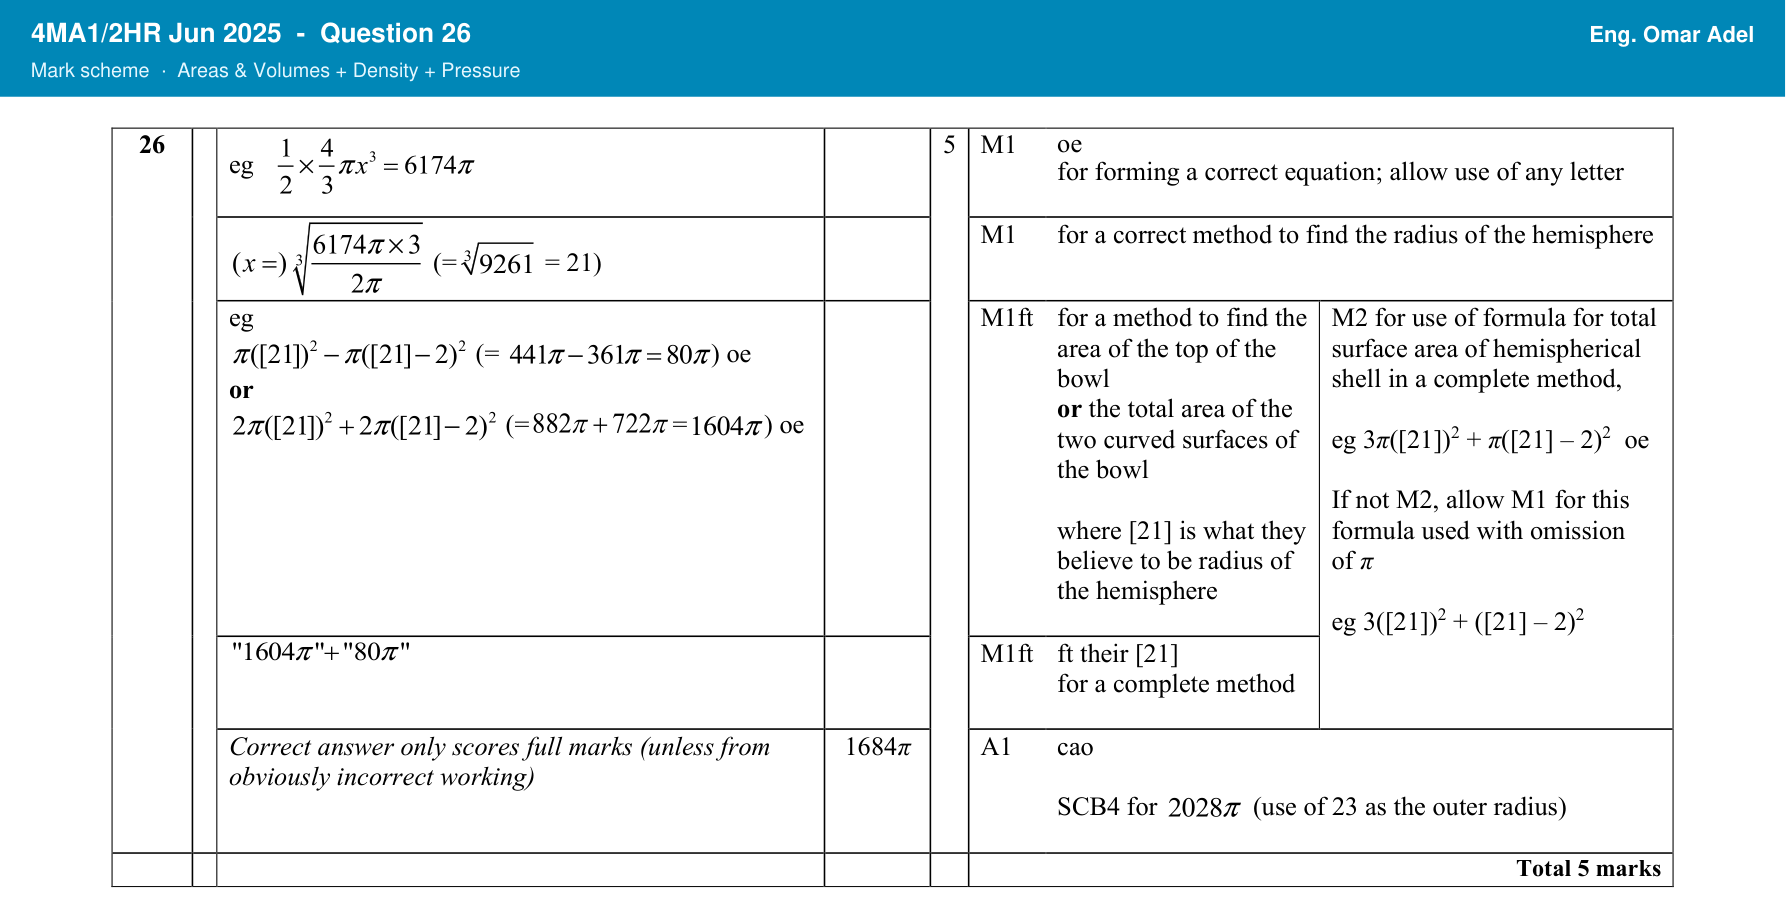 4MA1/2HR Jun 2025 - Question 26
Eng. Omar Adel
Mark scheme · Areas & Volumes + Density + Pressure
26
eg 1/2 × 4/3 πx³ = 6174π
5
M1 oe
for forming a correct equation; allow use of any letter
(x =) ∛(6174π × 3 / 2π) (= ∛9261 = 21)
M1 for a correct method to find the radius of the hemisphere
eg
π([21])² − π([21] − 2)² (= 441π − 361π = 80π) oe
or
2π([21])² + 2π([21] − 2)² (= 882π + 722π = 1604π) oe
M1ft for a method to find the
area of the top of the
bowl
or the total area of the
two curved surfaces of
the bowl
where [21] is what they
believe to be radius of
the hemisphere
M2 for use of formula for total
surface area of hemispherical
shell in a complete method,
eg 3π([21])² + π([21] – 2)² oe
If not M2, allow M1 for this
formula used with omission
of π
eg 3([21])² + ([21] – 2)²
"1604π"+"80π"
M1ft ft their [21]
for a complete method
Correct answer only scores full marks (unless from
obviously incorrect working)
1684π
A1 cao
SCB4 for 2028π (use of 23 as the outer radius)
Total 5 marks